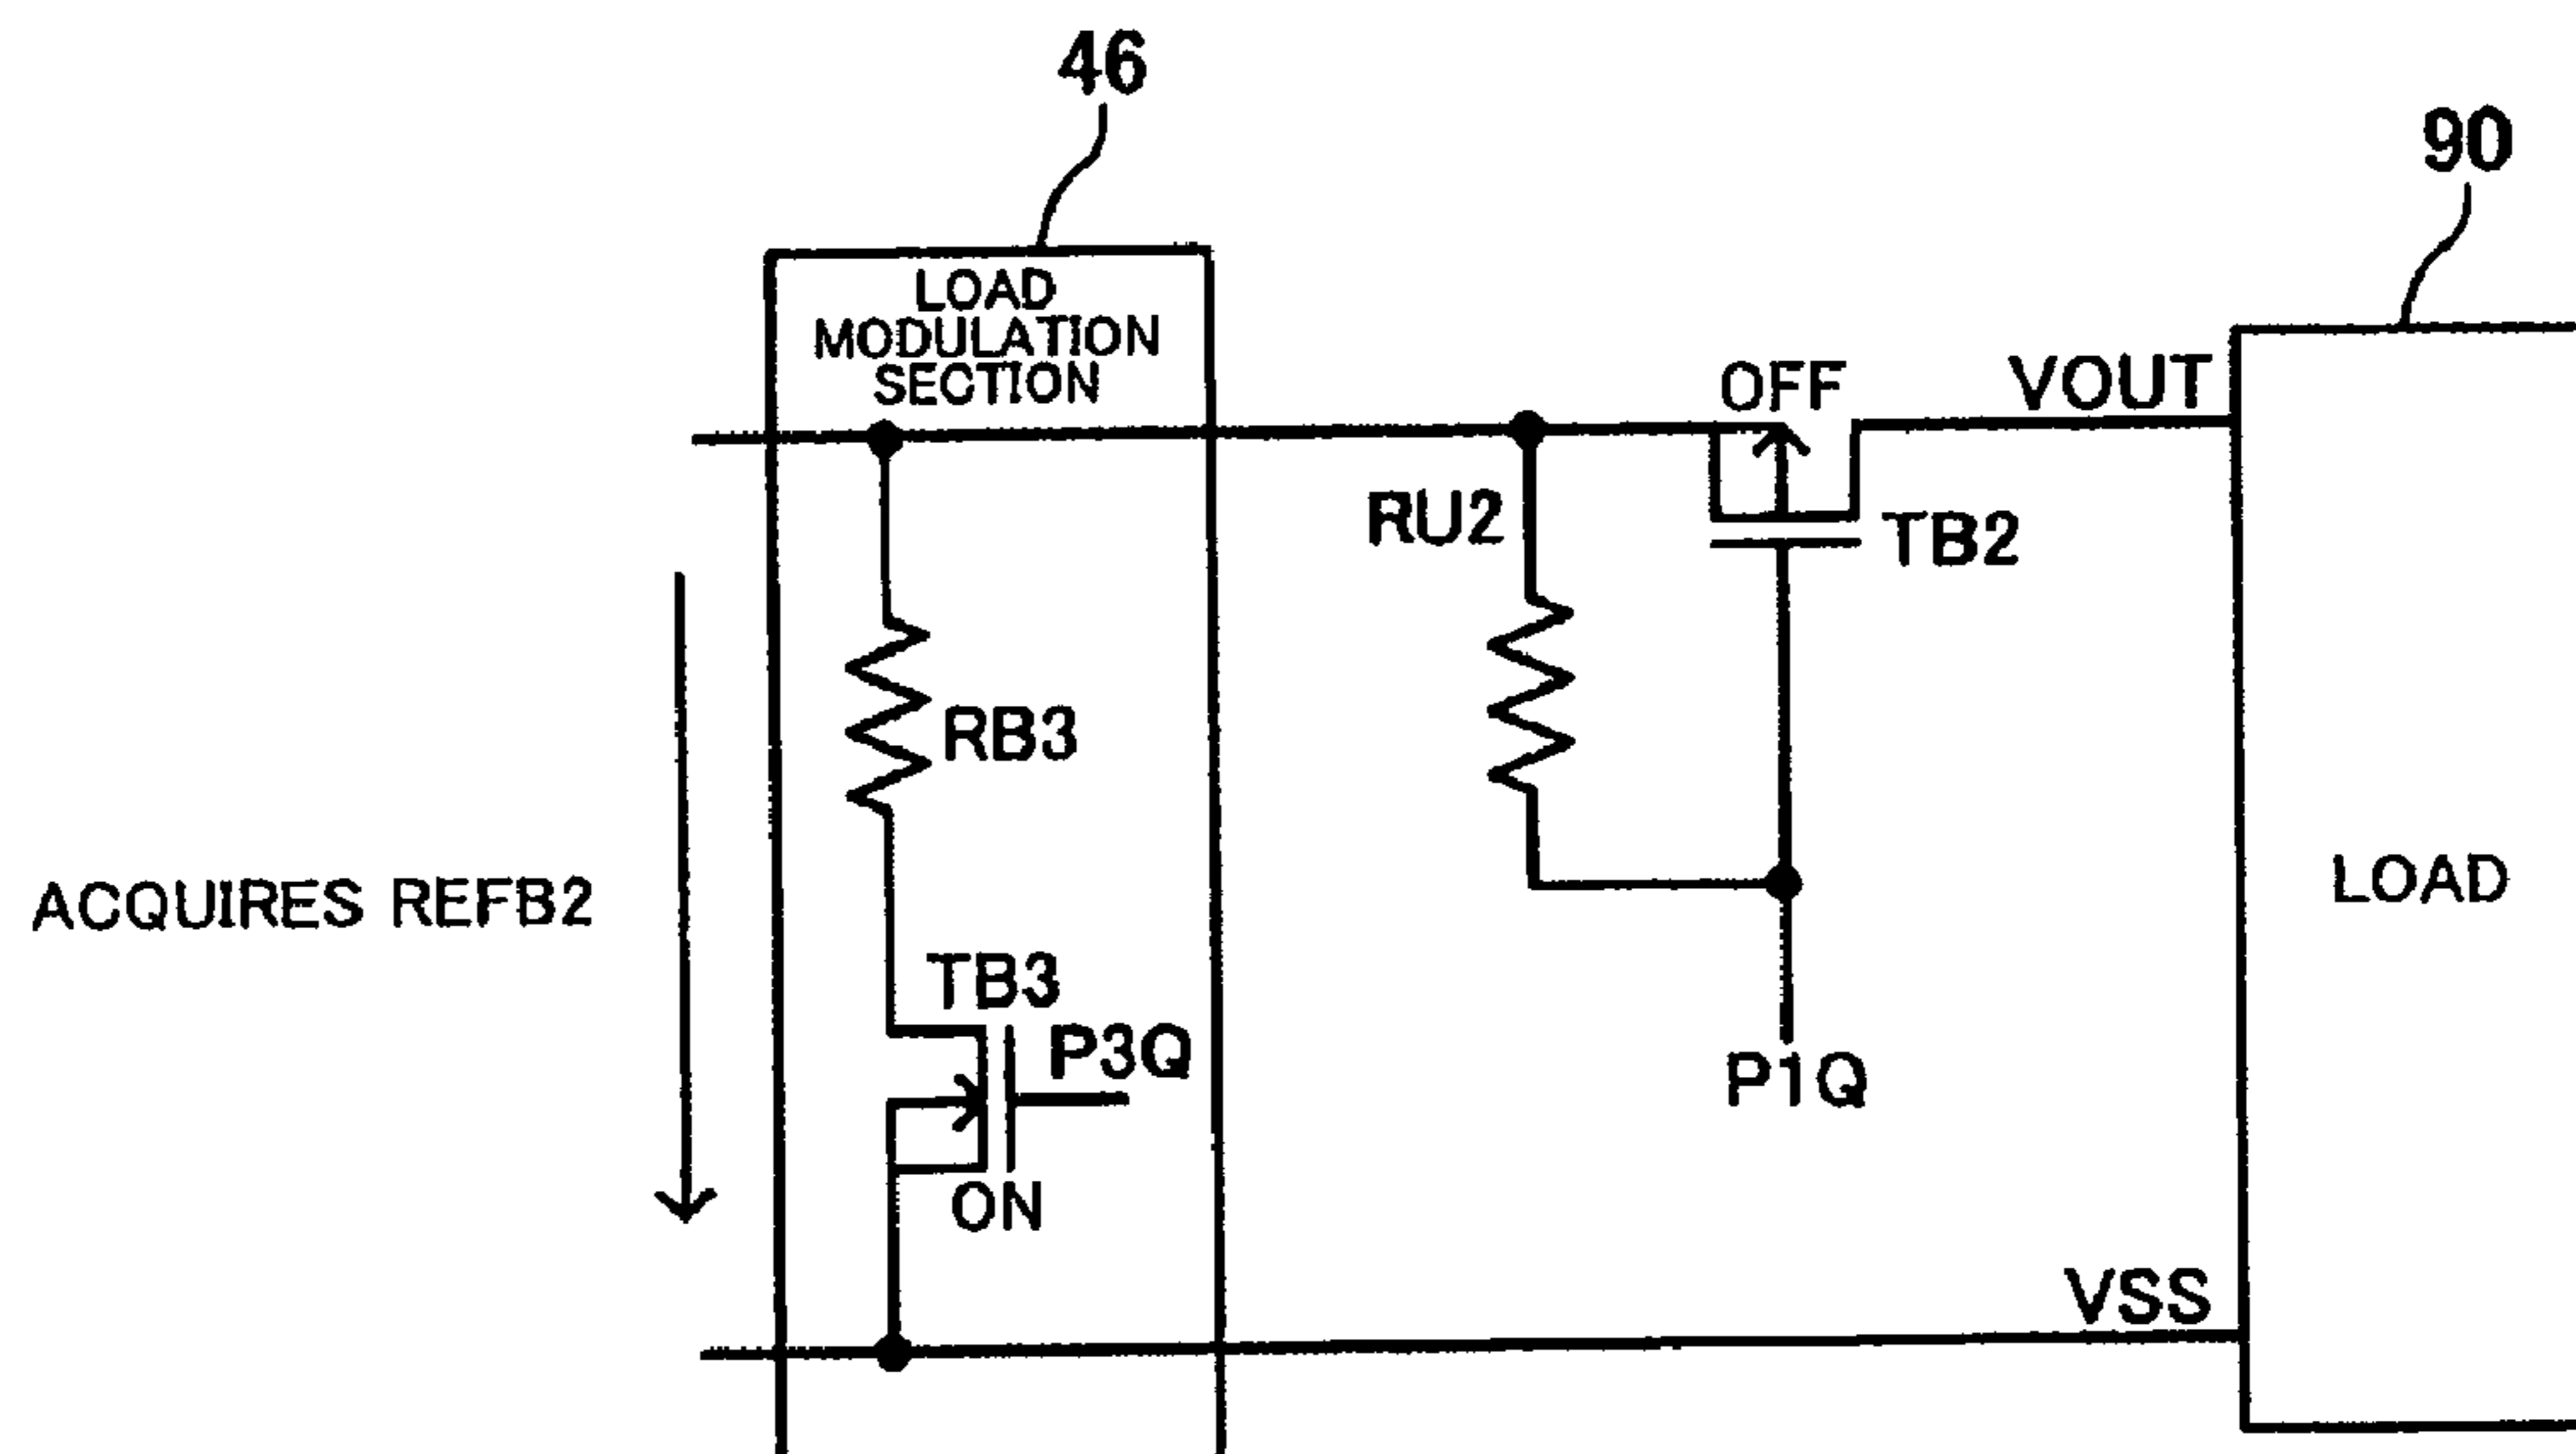 46
90
LOAD
MODULATION
SECTION
OFF
VOUT
RU2
TB2
RB3
ACQUIRES REFB2
LOAD
TB3
P3Q
P1Q
ON
VSS